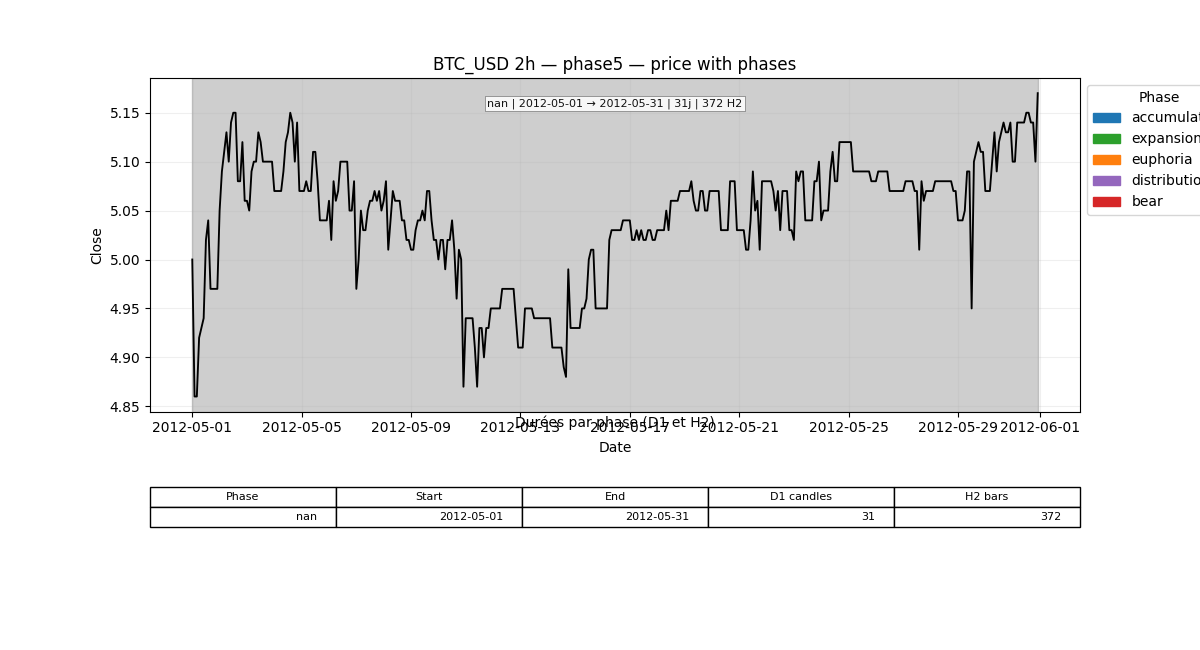 BTC_USD 2h — phase5 — price with phases
nan | 2012-05-01 → 2012-05-31 | 31j | 372 H2
Phase
accumulat
expansion
euphoria
distributio
bear
Close
5.15
5.10
5.05
5.00
4.95
4.90
4.85
2012-05-01 2012-05-05 2012-05-09 2012-05-13 2012-05-17 2012-05-21 2012-05-25 2012-05-29 2012-06-01
Durées par phase (D1 et H2)
Date
Phase Start End D1 candles H2 bars
nan 2012-05-01 2012-05-31 31 372